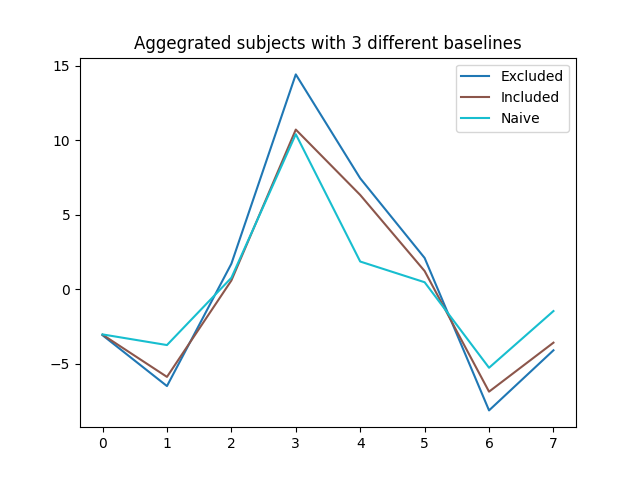 Aggegrated subjects with 3 different baselines
15
10
5
0
−5
Excluded
Included
Naive
0 1 2 3 4 5 6 7